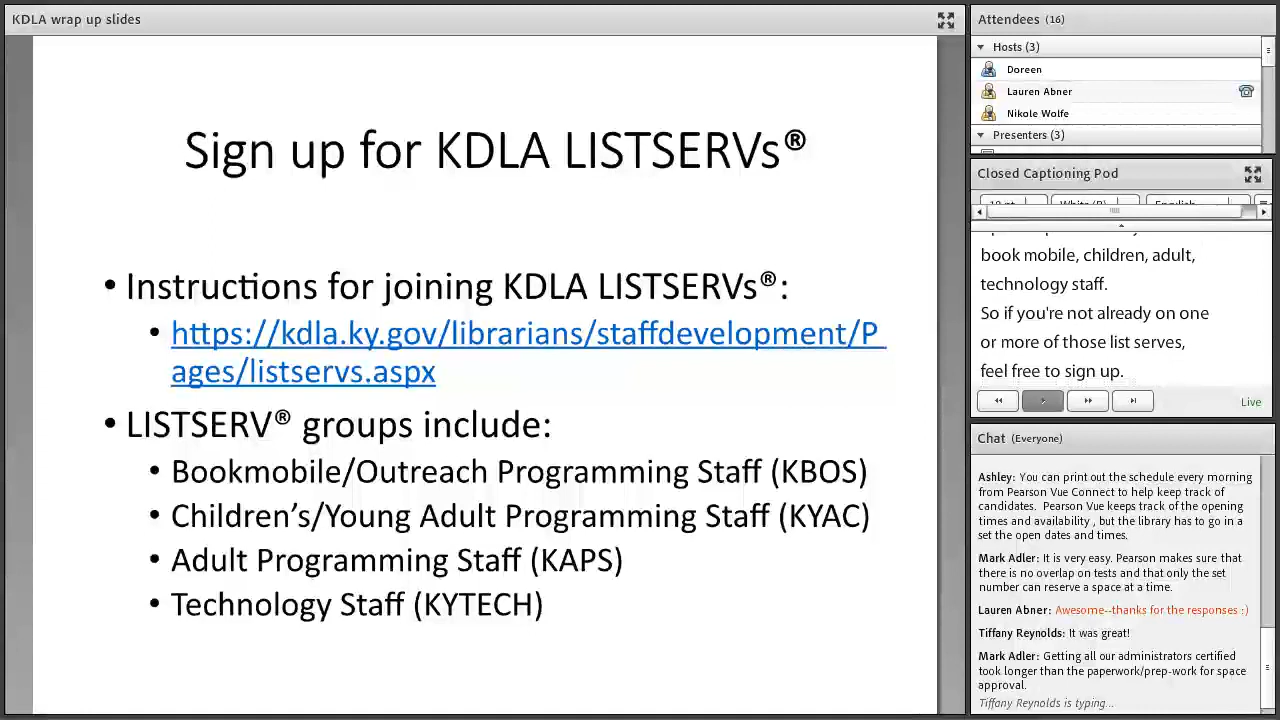 KDLA wrap up slides
Sign up for KDLA LISTSERVs®
• Instructions for joining KDLA LISTSERVs®:
• https://kdla.ky.gov/librarians/staffdevelopment/P
ages/listservs.aspx
• LISTSERV® groups include:
• Bookmobile/Outreach Programming Staff (KBOS)
• Children’s/Young Adult Programming Staff (KYAC)
• Adult Programming Staff (KAPS)
• Technology Staff (KYTECH)
Attendees (16)
Hosts (3)
Doreen
Lauren Abner
Nikole Wolfe
Presenters (3)
Closed Captioning Pod
English
book mobile, children, adult,
technology staff.
So if you're not already on one
or more of those list serves,
feel free to sign up.
Live
Chat (Everyone)
Ashley: You can print out the schedule every morning
from Pearson Vue Connect to help keep track of
candidates. Pearson Vue keeps track of the opening
times and availability , but the library has to go in a
set the open dates and times.
Mark Adler: It is very easy. Pearson makes sure that
there is no overlap on tests and that only the set
number can reserve a space at a time.
Lauren Abner: Awesome--thanks for the responses :)
Tiffany Reynolds: It was great!
Mark Adler: Getting all our administrators certified
took longer than the paperwork/prep-work for space
approval.
Tiffany Reynolds is typing...